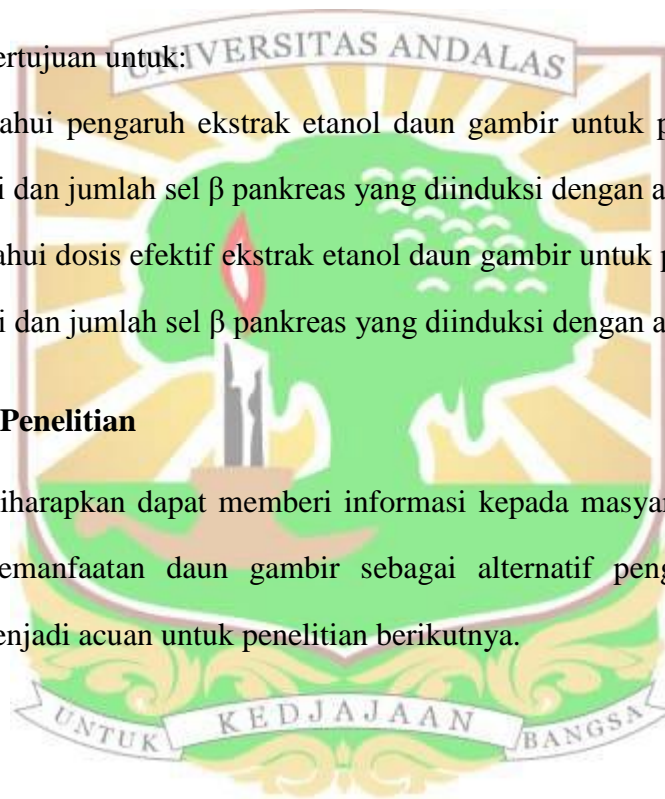 UNIVERSITAS ANDALAS
ertujuan untuk:
ahui pengaruh ekstrak etanol daun gambir untuk p
i dan jumlah sel β pankreas yang diinduksi dengan a
ahui dosis efektif ekstrak etanol daun gambir untuk p
i dan jumlah sel β pankreas yang diinduksi dengan a
Penelitian
iharapkan dapat memberi informasi kepada masyar
emanfaatan daun gambir sebagai alternatif peng
enjadi acuan untuk penelitian berikutnya.
UNTUK KEDJAJAAN BANGSA